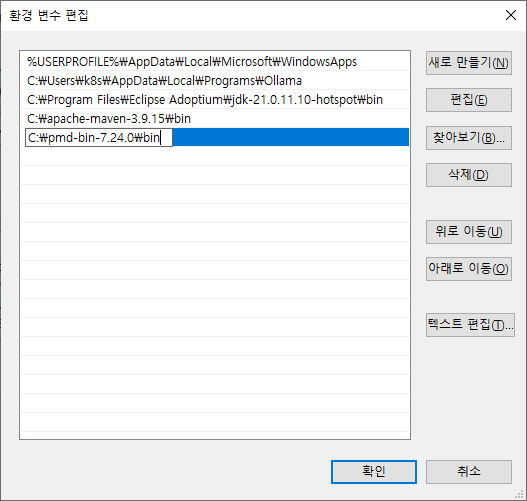 환경 변수 편집
%USERPROFILE%₩AppData₩Local₩Microsoft₩WindowsApps
C:₩Users₩k8s₩AppData₩Local₩Programs₩Ollama
C:₩Program Files₩Eclipse Adoptium₩jdk-21.0.11.10-hotspot₩bin
C:₩apache-maven-3.9.15₩bin
C:₩pmd-bin-7.24.0₩bin
새로 만들기(N)
편집(E)
찾아보기(B)...
삭제(D)
위로 이동(U)
아래로 이동(O)
텍스트 편집(T)...
확인
취소